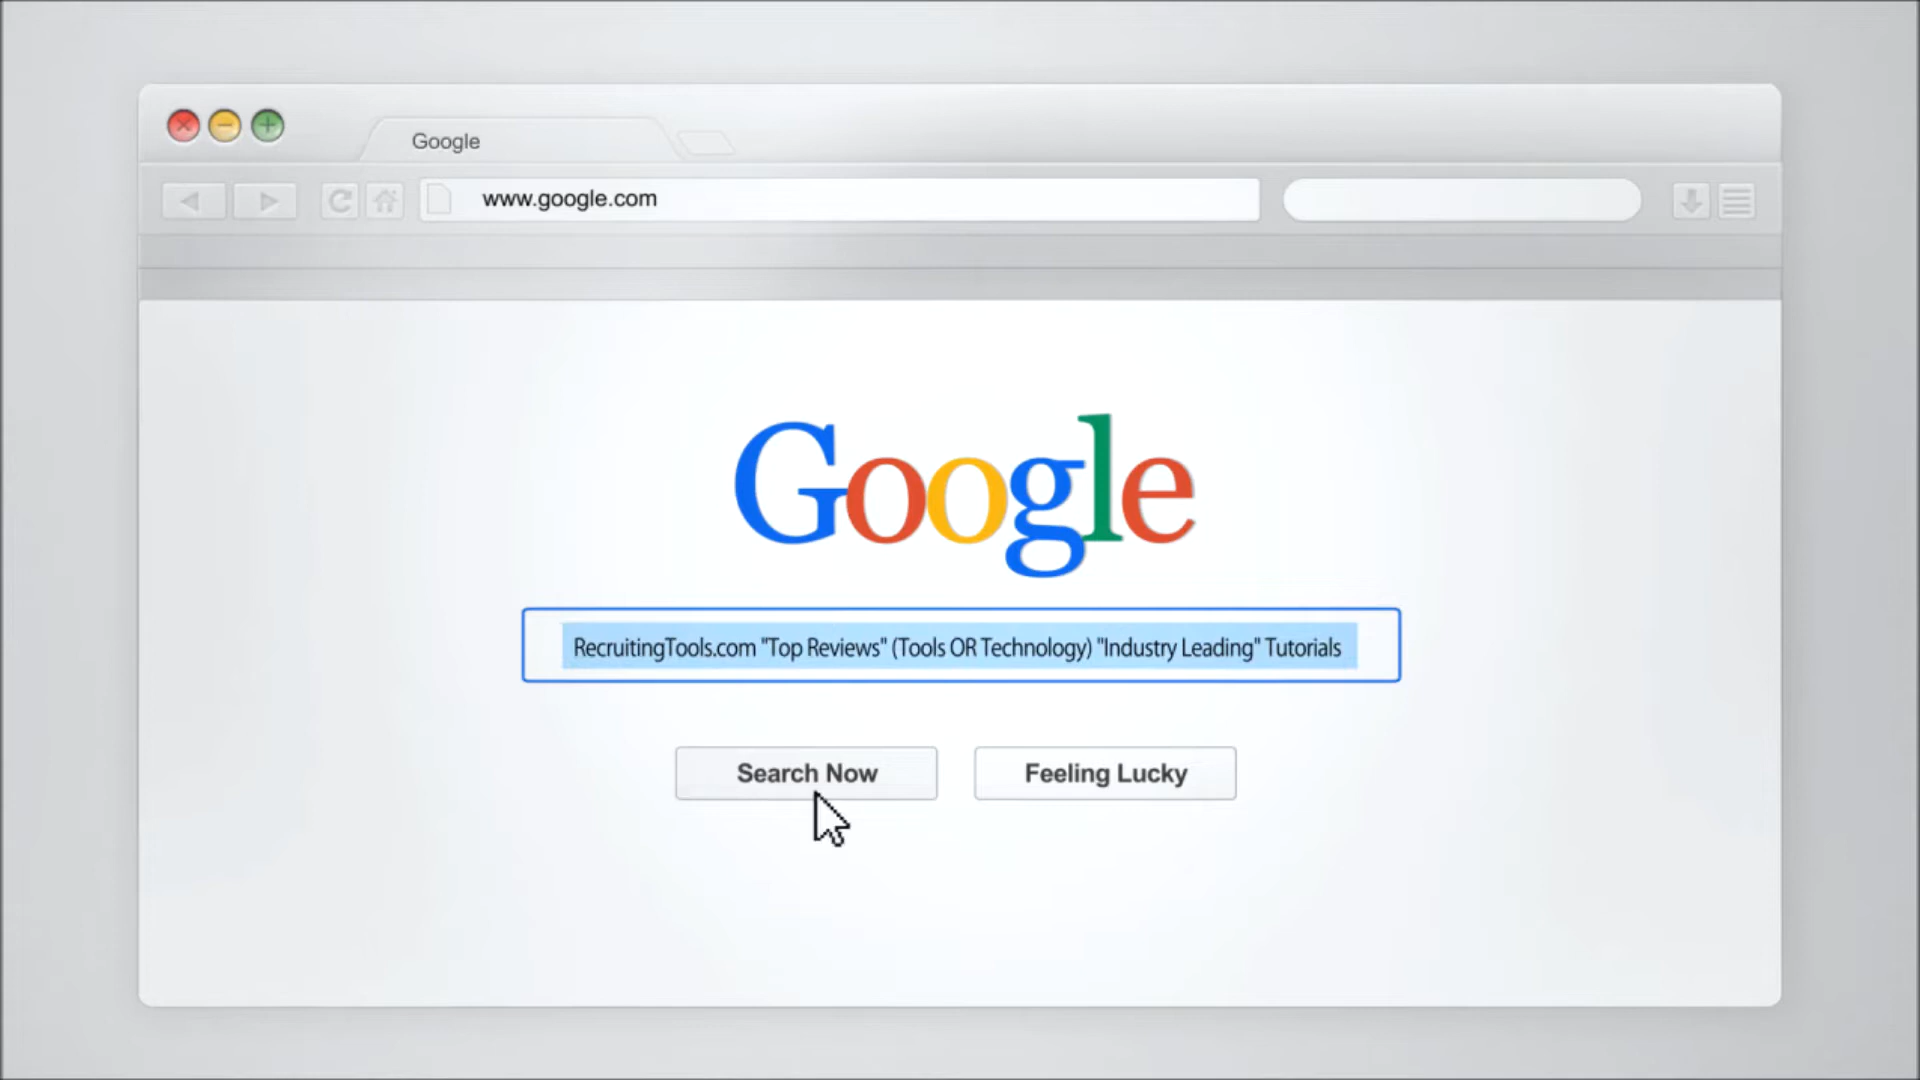 Google
www.google.com
Google
RecruitingTools.com "Top Reviews" (Tools OR Technology) "Industry Leading" Tutorials
Search Now
Feeling Lucky